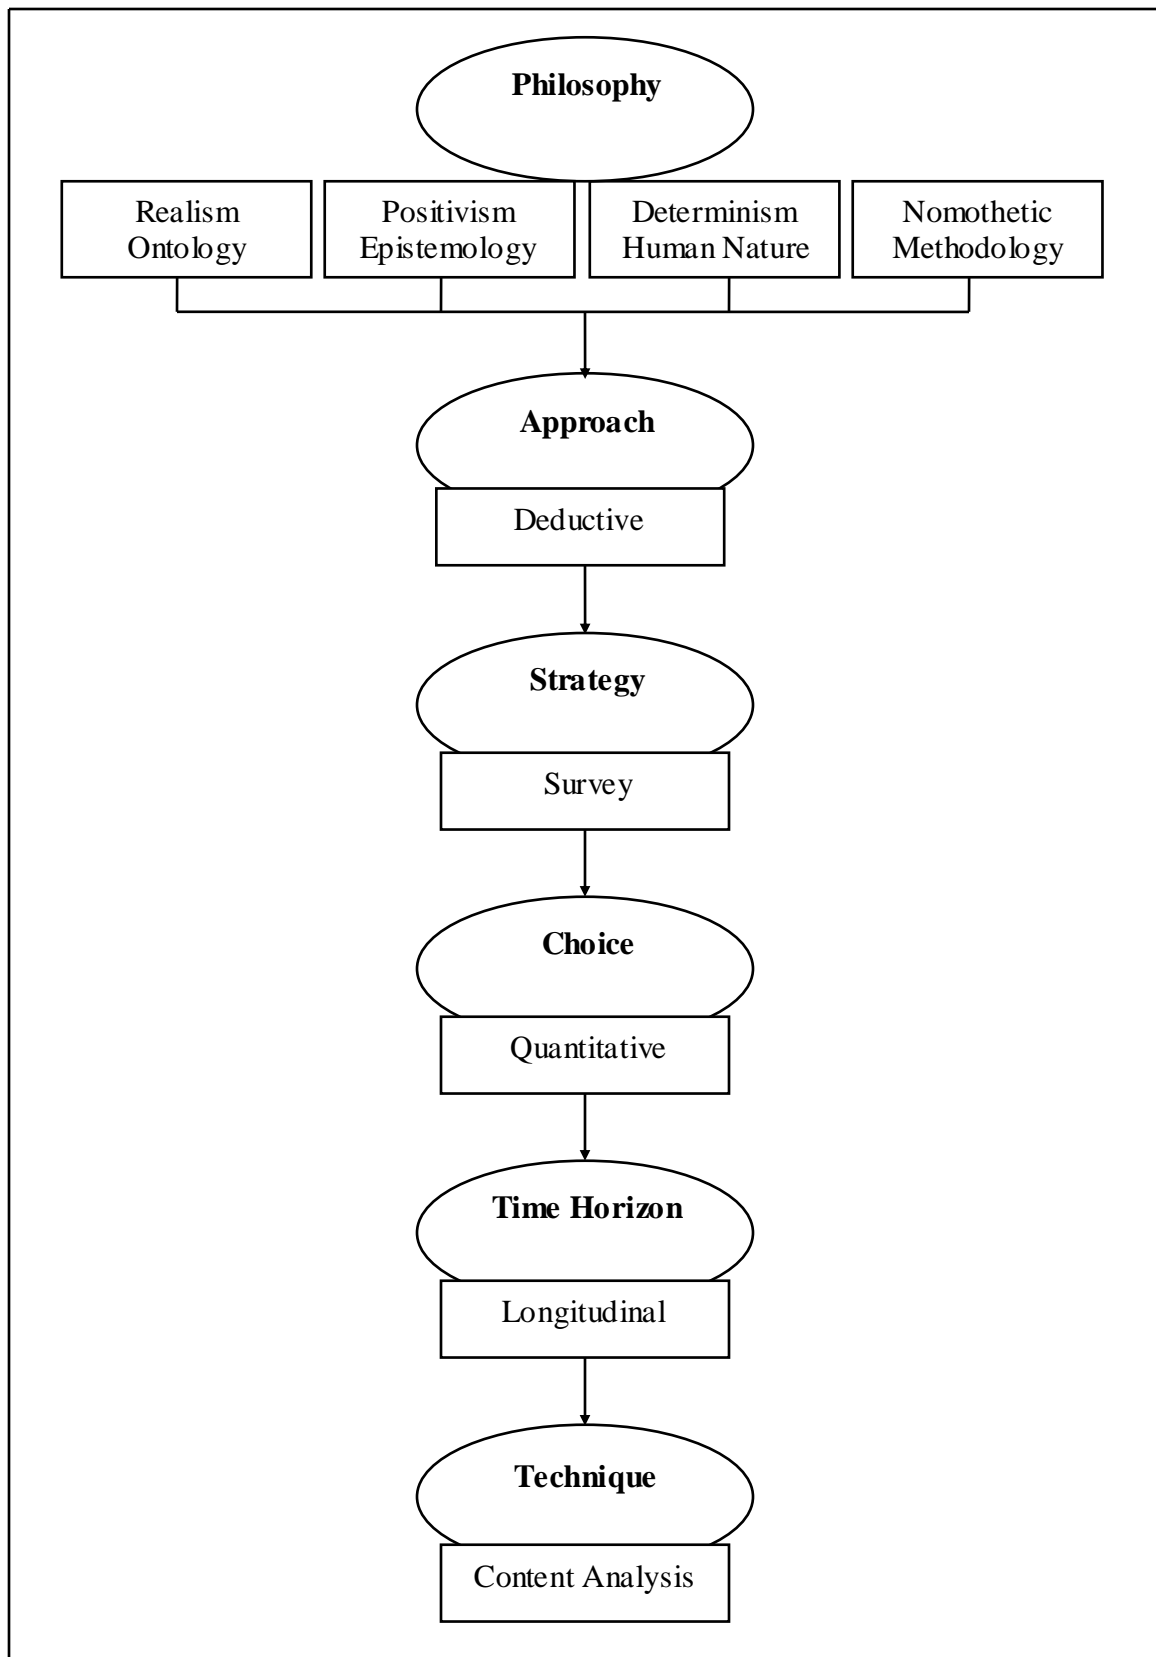 Philosophy
Realism
Ontology
Positivism
Epistemology
Determinism
Human Nature
Nomothetic
Methodology
Approach
Deductive
Strategy
Survey
Choice
Quantitative
Time Horizon
Longitudinal
Technique
Content Analysis